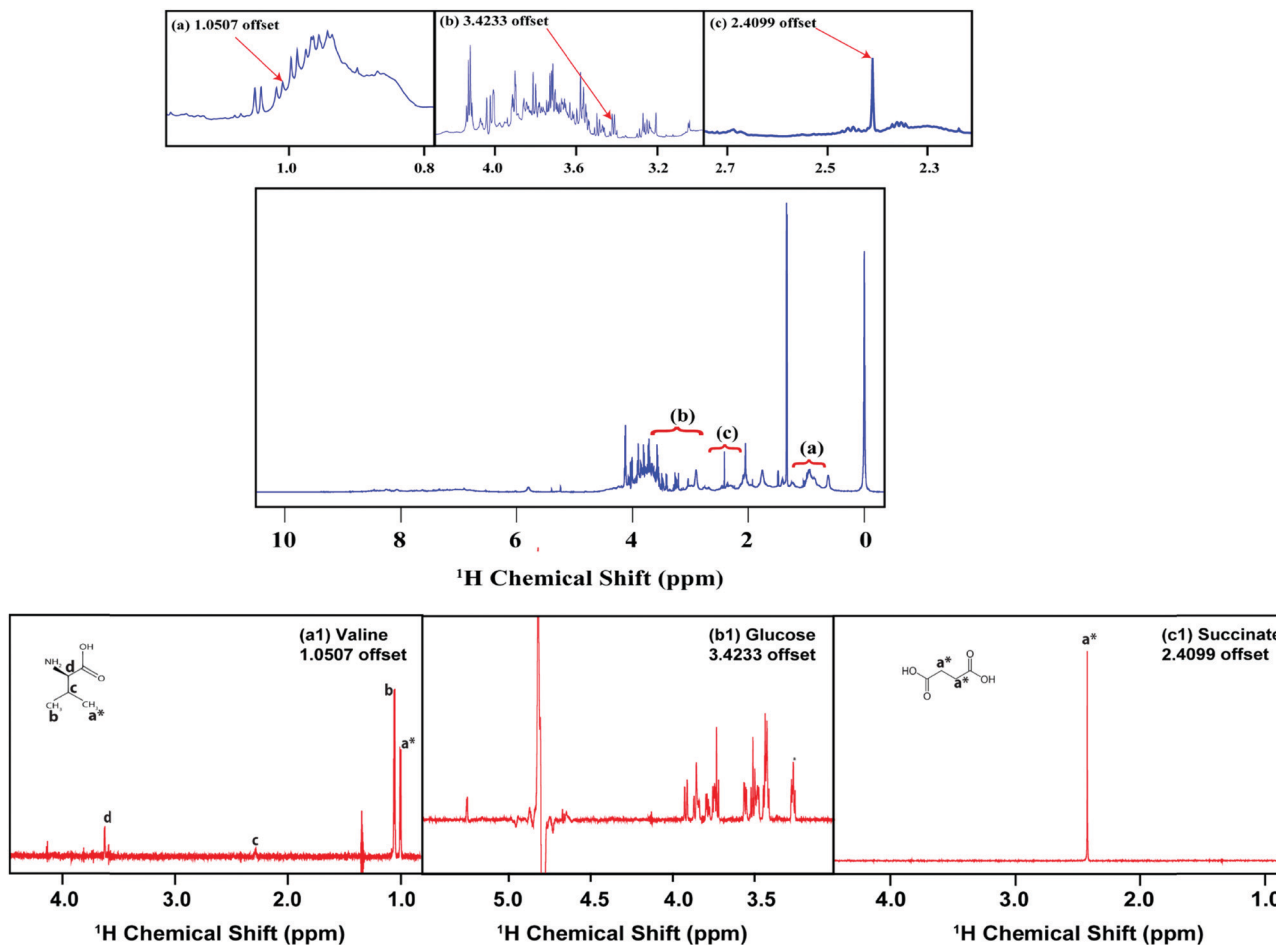 (a) 1.0507 offset
(b) 3.4233 offset
(c) 2.4099 offset
1.0 0.8
4.0 3.6 3.2
2.7 2.5 2.3
(b)
(c)
(a)
10 8 6 4 2 0
¹H Chemical Shift (ppm)
(a1) Valine
1.0507 offset
OH
NH₂
d
O
c
CH₃ CH₃
b a*
b
a*
d
c
4.0 3.0 2.0 1.0
¹H Chemical Shift (ppm)
(b1) Glucose
3.4233 offset
5.0 4.5 4.0 3.5
¹H Chemical Shift (ppm)
(c1) Succinate
2.4099 offset
a*
O
a*
HO
a*
OH
O
4.0 3.0 2.0 1.0
¹H Chemical Shift (ppm)